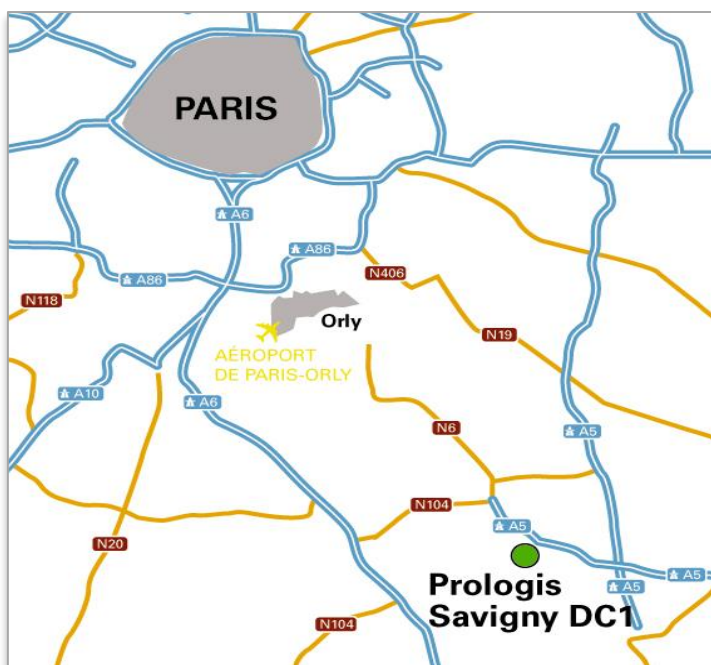 PARIS
A6
A86
A86
N406
N118
Orly
N19
AÉROPORT
DE PARIS-ORLY
A10
A6
N6
A5
N104
A5
N20
A5
A5
Prologis
Savigny DC1
N104